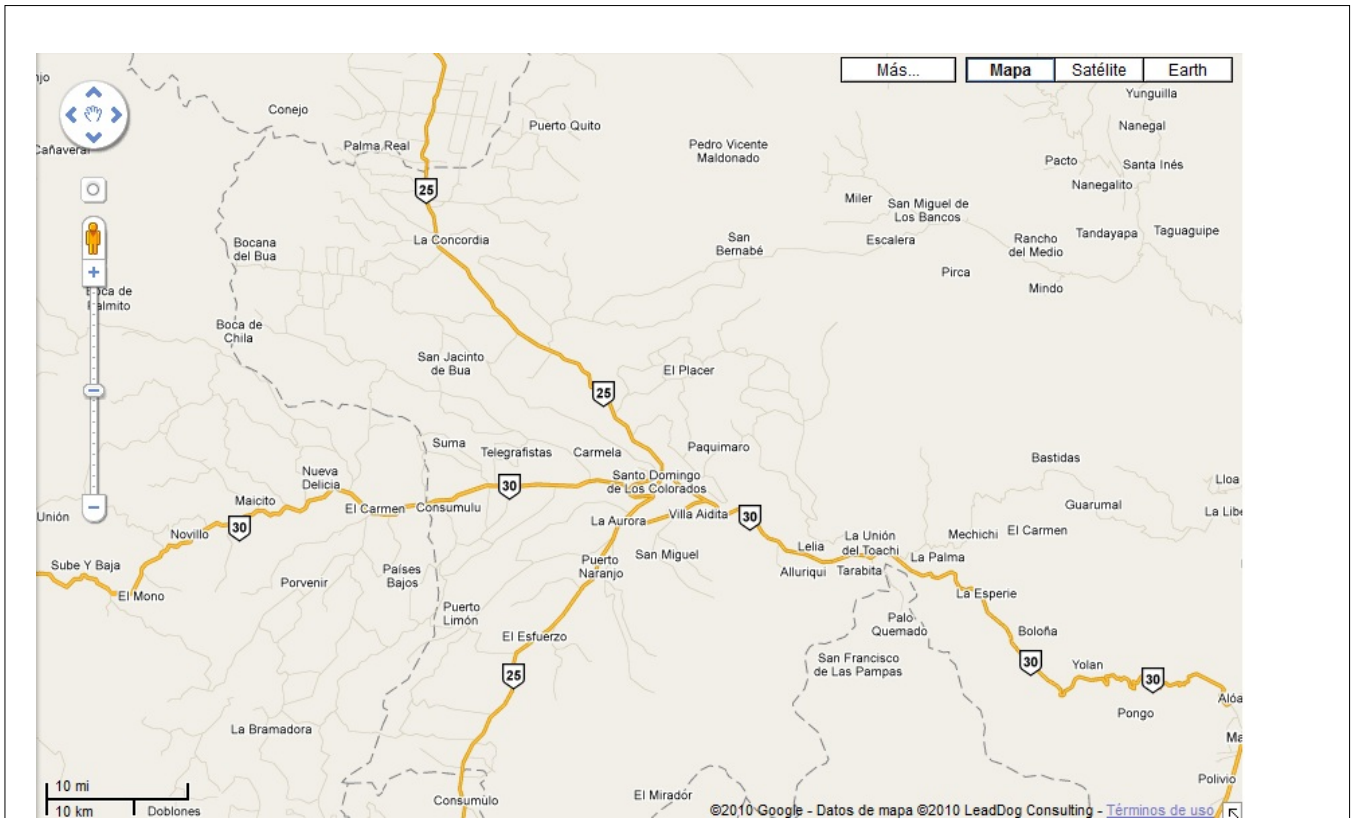 Más...
Mapa
Satélite
Earth
Yunguilla
Conejo
Puerto Quito
Nanegal
Palma Real
Pedro Vicente
Maldonado
Pacto
Santa Inés
Nanegalito
25
Miler
San Miguel de
Los Bancos
La Concordia
Bocana
del Bua
San
Bernabé
Escalera
Rancho
del Medio
Tandayapa
Taguaguipe
Pirca
Mindo
Boca de
Chila
San Jacinto
de Bua
El Placer
25
Suma
Telegrafistas
Carmela
Paquimaro
Bastidas
Nueva
Delicia
Santo Domingo
de Los Colorados
30
Lloa
Maicito
El Carmen
Consumulu
Guarumal
La Libe
Unión
30
Novillo
La Aurora
Villa Aidita
30
Mechichi
El Carmen
Lelia
La Unión
del Toachi
La Palma
San Miguel
Puerto
Naranjo
Sube Y Baja
Países
Bajos
Alluriqui
Tarabita
Porvenir
El Mono
La Esperie
Puerto
Limón
Palo
Quemado
El Esfuerzo
Boloña
San Francisco
de Las Pampas
30
Yolan
25
30
Alóa
Pongo
La Bramadora
Ma
Polivio
10 mi
Consumulo
El Mirador
10 km
Doblones
©2010 Google - Datos de mapa ©2010 LeadDog Consulting - Términos de uso